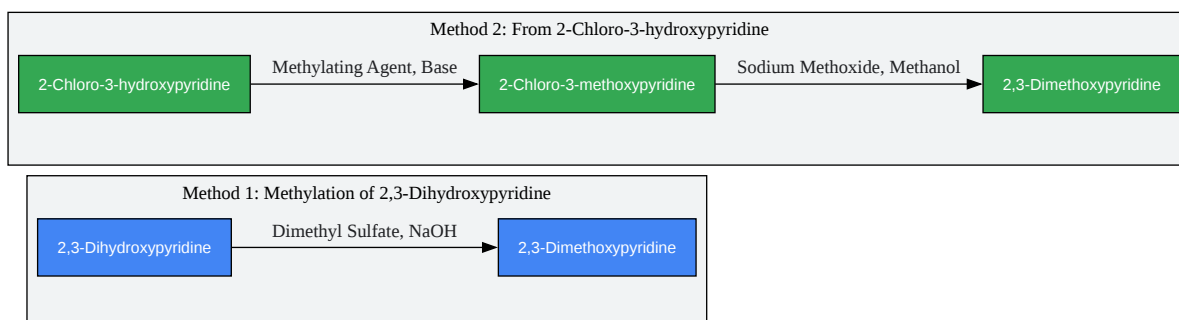 Method 2: From 2-Chloro-3-hydroxypyridine
2-Chloro-3-hydroxypyridine
Methylating Agent, Base
2-Chloro-3-methoxypyridine
Sodium Methoxide, Methanol
2,3-Dimethoxypyridine
Method 1: Methylation of 2,3-Dihydroxypyridine
2,3-Dihydroxypyridine
Dimethyl Sulfate, NaOH
2,3-Dimethoxypyridine